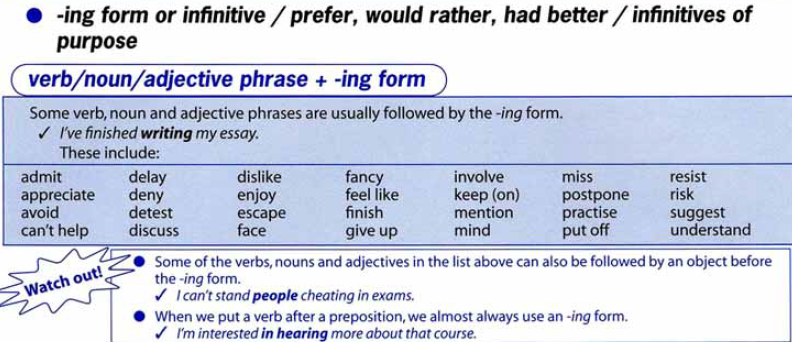 ● -ing form or infinitive / prefer, would rather, had better / infinitives of
purpose
verb/noun/adjective phrase + -ing form
Some verb, noun and adjective phrases are usually followed by the -ing form.
✓ I've finished writing my essay.
These include:
admit delay dislike fancy involve miss resist
appreciate deny enjoy feel like keep (on) postpone risk
avoid detest escape finish mention practise suggest
can't help discuss face give up mind put off understand
Watch out!
● Some of the verbs, nouns and adjectives in the list above can also be followed by an object before
the -ing form.
✓ I can't stand people cheating in exams.
● When we put a verb after a preposition, we almost always use an -ing form.
✓ I'm interested in hearing more about that course.